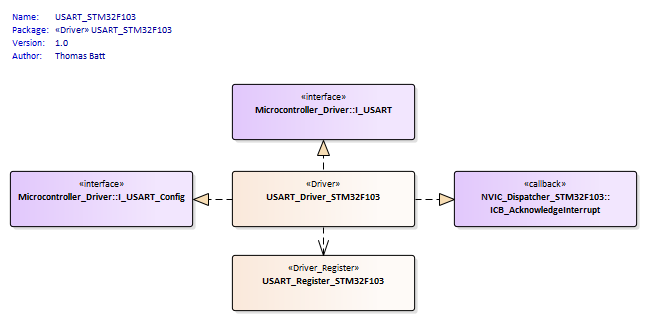 Name: USART_STM32F103
Package: «Driver» USART_STM32F103
Version: 1.0
Author: Thomas Batt
«interface»
Microcontroller_Driver::I_USART
«interface»
Microcontroller_Driver::I_USART_Config
«Driver»
USART_Driver_STM32F103
«callback»
NVIC_Dispatcher_STM32F103::
ICB_AcknowledgeInterrupt
«Driver_Register»
USART_Register_STM32F103